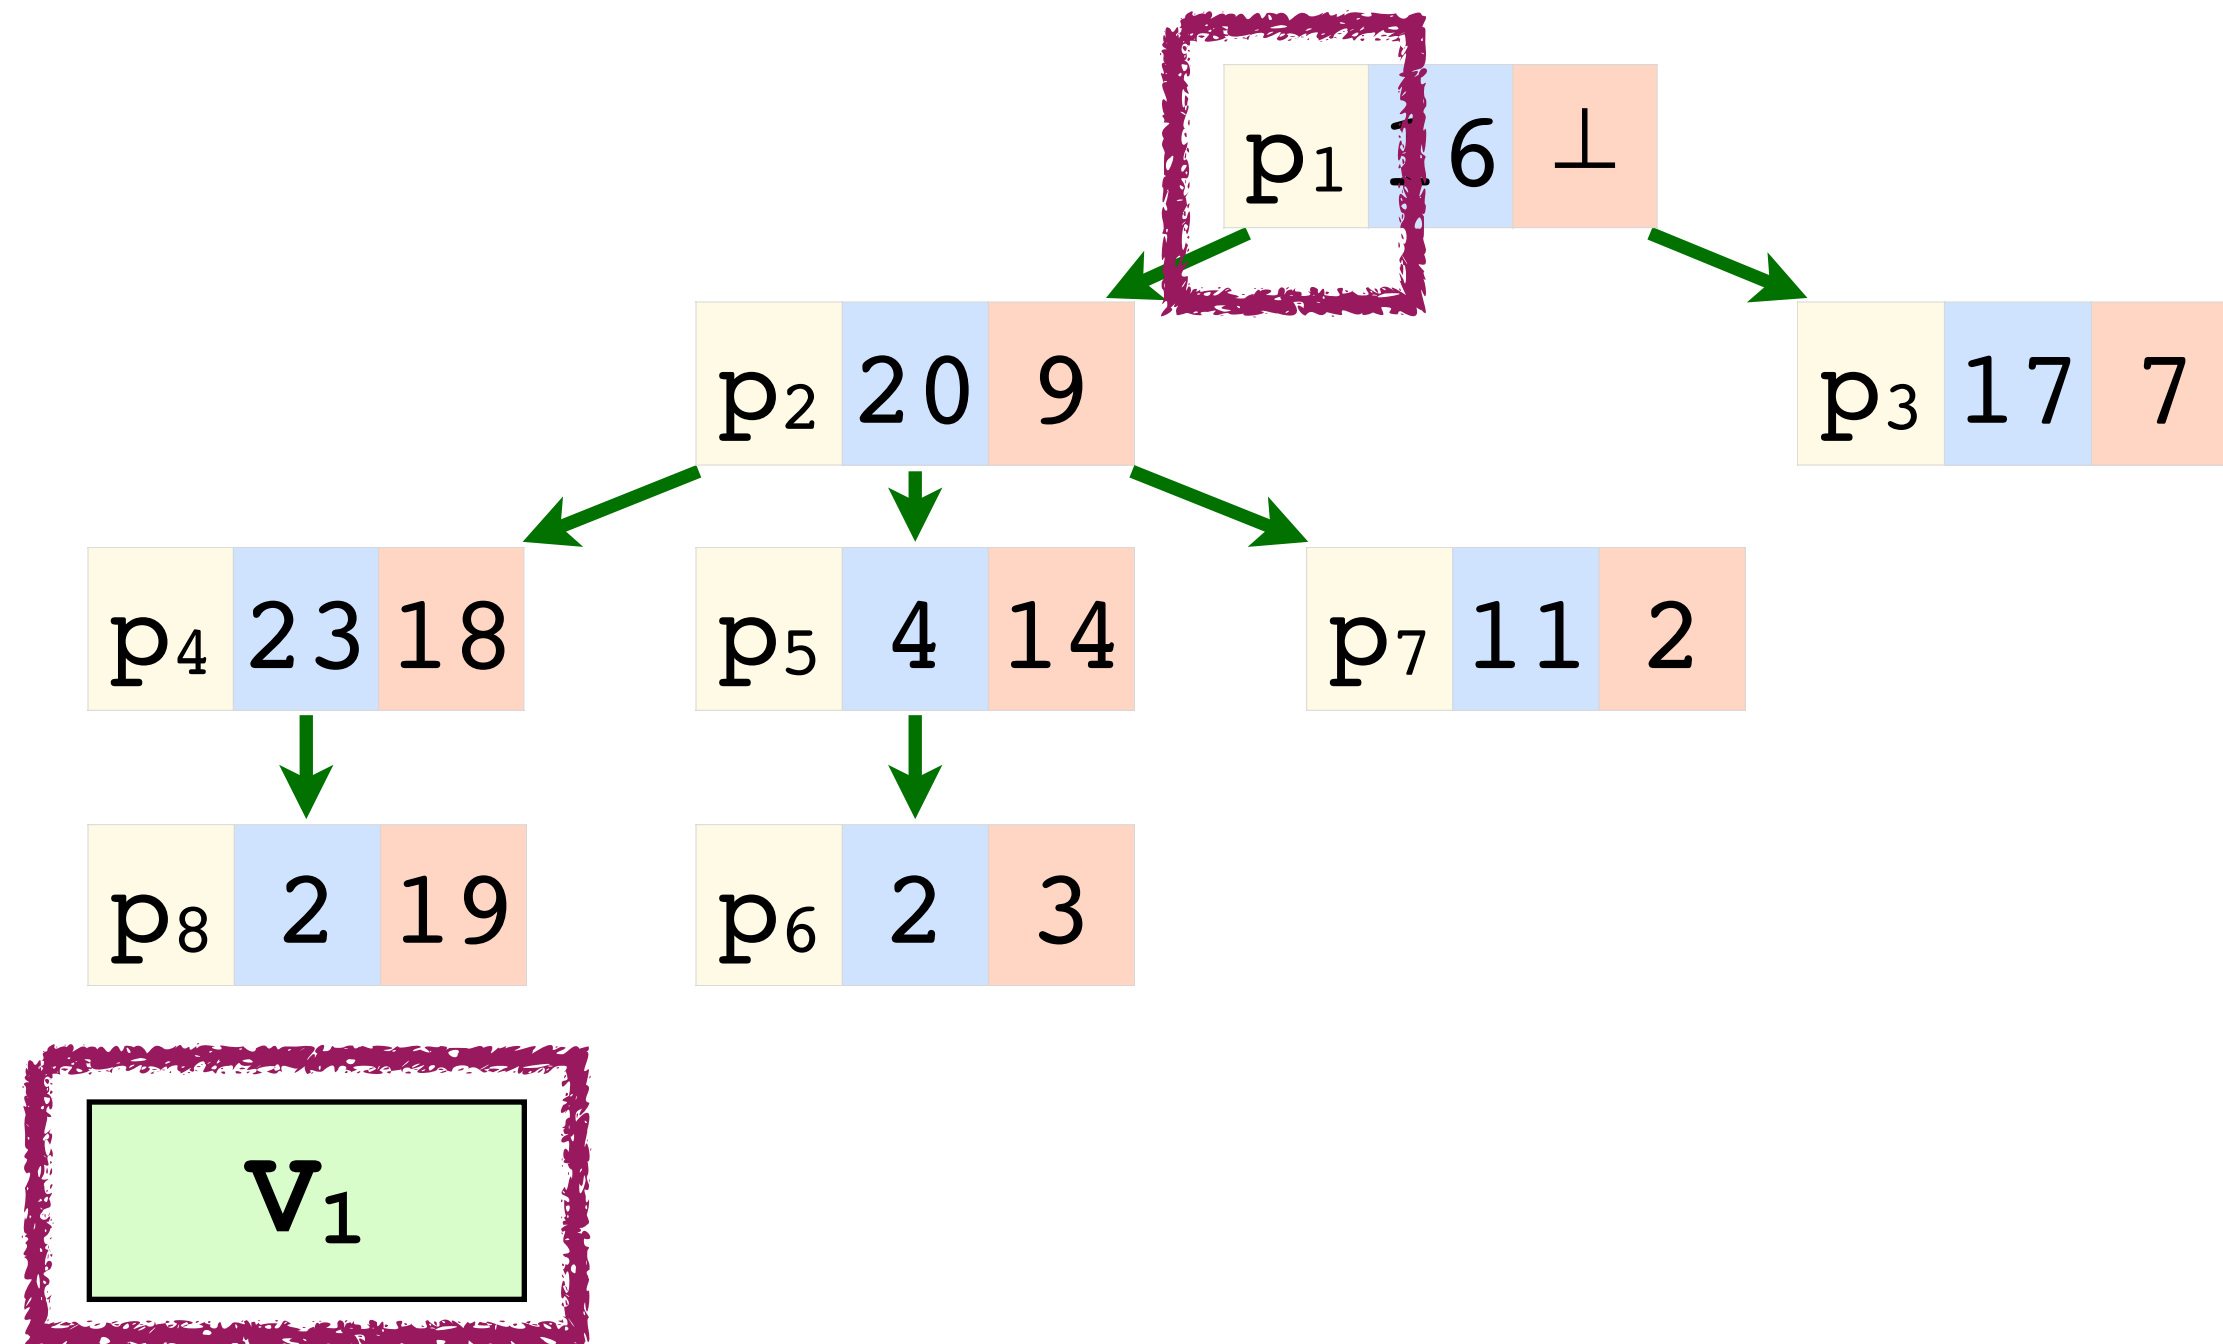 p₁ 16 ⊥
p₂ 20 9 p₃ 17 7
p₄ 23 18 p₅ 4 14 p₇ 11 2
p₈ 2 19 p₆ 2 3
V₁